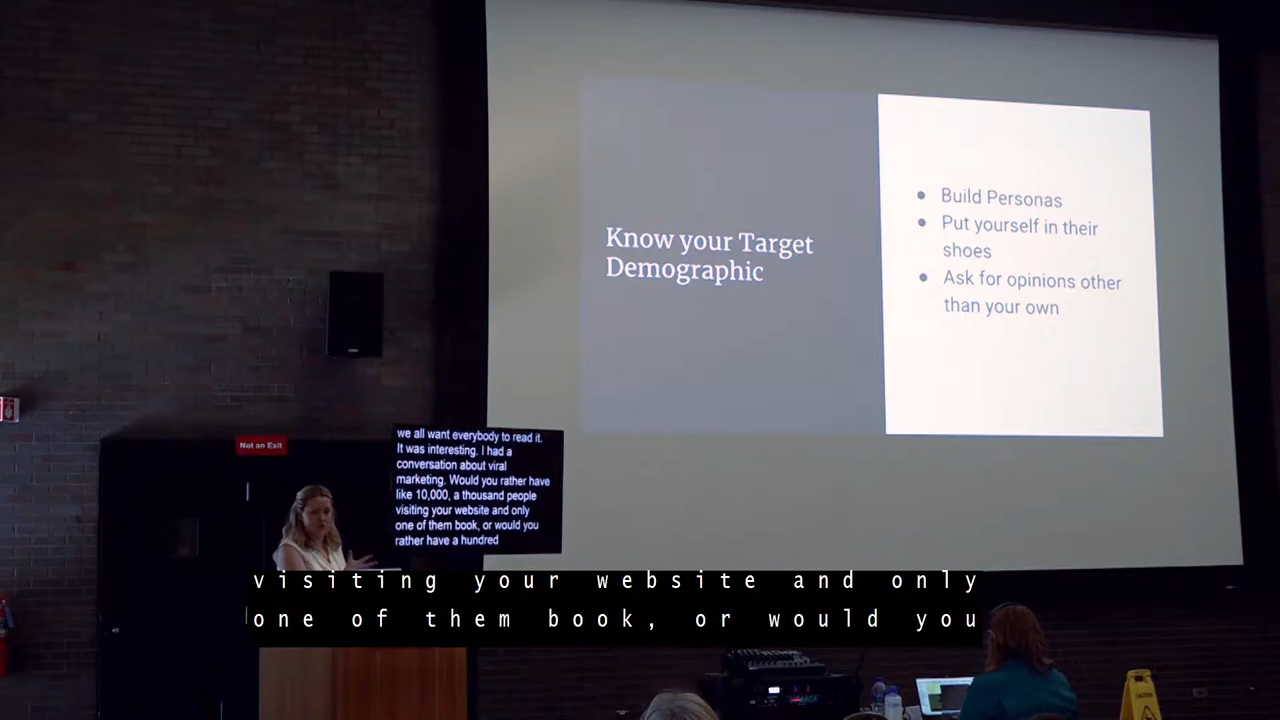 Know your Target
Demographic
● Build Personas
● Put yourself in their
shoes
● Ask for opinions other
than your own
Not an Exit
we all want everybody to read it.
It was interesting. I had a
conversation about viral
marketing. Would you rather have
like 10,000, a thousand people
visiting your website and only
one of them book, or would you
rather have a hundred
visiting your website and only
one of them book, or would you
CAUTION